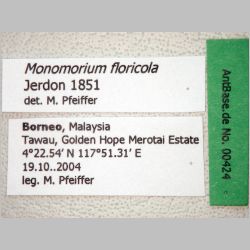 Monomorium floricola
Jerdon 1851
det. M. Pfeiffer
Borneo, Malaysia
Tawau, Golden Hope Merotai Estate
4°22.54' N 117°51.31' E
19.10..2004
leg. M. Pfeiffer
AntBase.de No. 00424